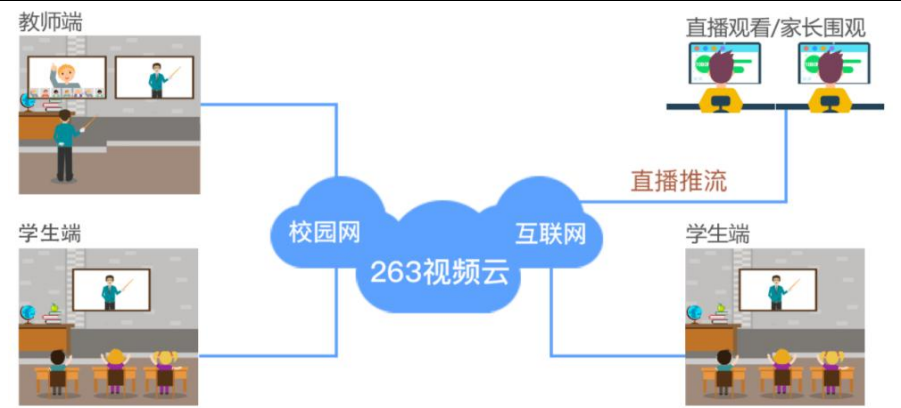 教师端
直播观看/家长围观
直播推流
校园网
互联网
263视频云
学生端
学生端